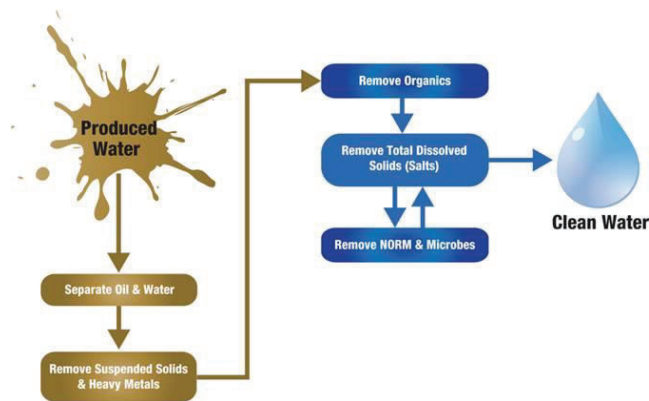 Produced
Water
Separate Oil & Water
Remove Suspended Solids
& Heavy Metals
Remove Organics
Remove Total Dissolved
Solids (Salts)
Remove NORM & Microbes
Clean Water